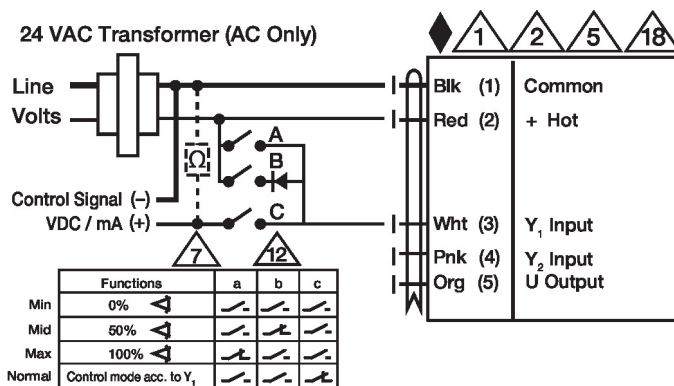 24 VAC Transformer (AC Only)
1 2 5 18
Line
Volts
Blk (1) Common
Red (2) + Hot
A
Ω
B
Control Signal (–)
VDC / mA (+)
C
Wht (3) Y1 Input
Pnk (4) Y2 Input
Org (5) U Output
7
12
Functions a b c
Min 0%
Mid 50%
Max 100%
Normal Control mode acc. to Y1